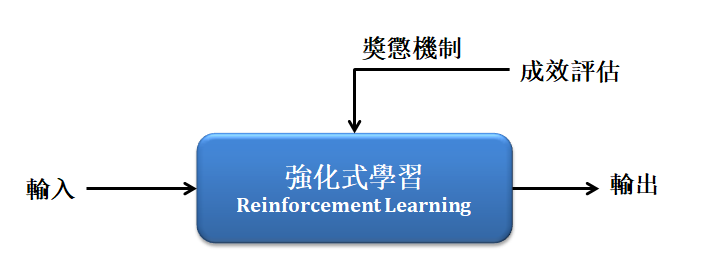 獎懲機制
成效評估
輸入
強化式學習
Reinforcement Learning
輸出